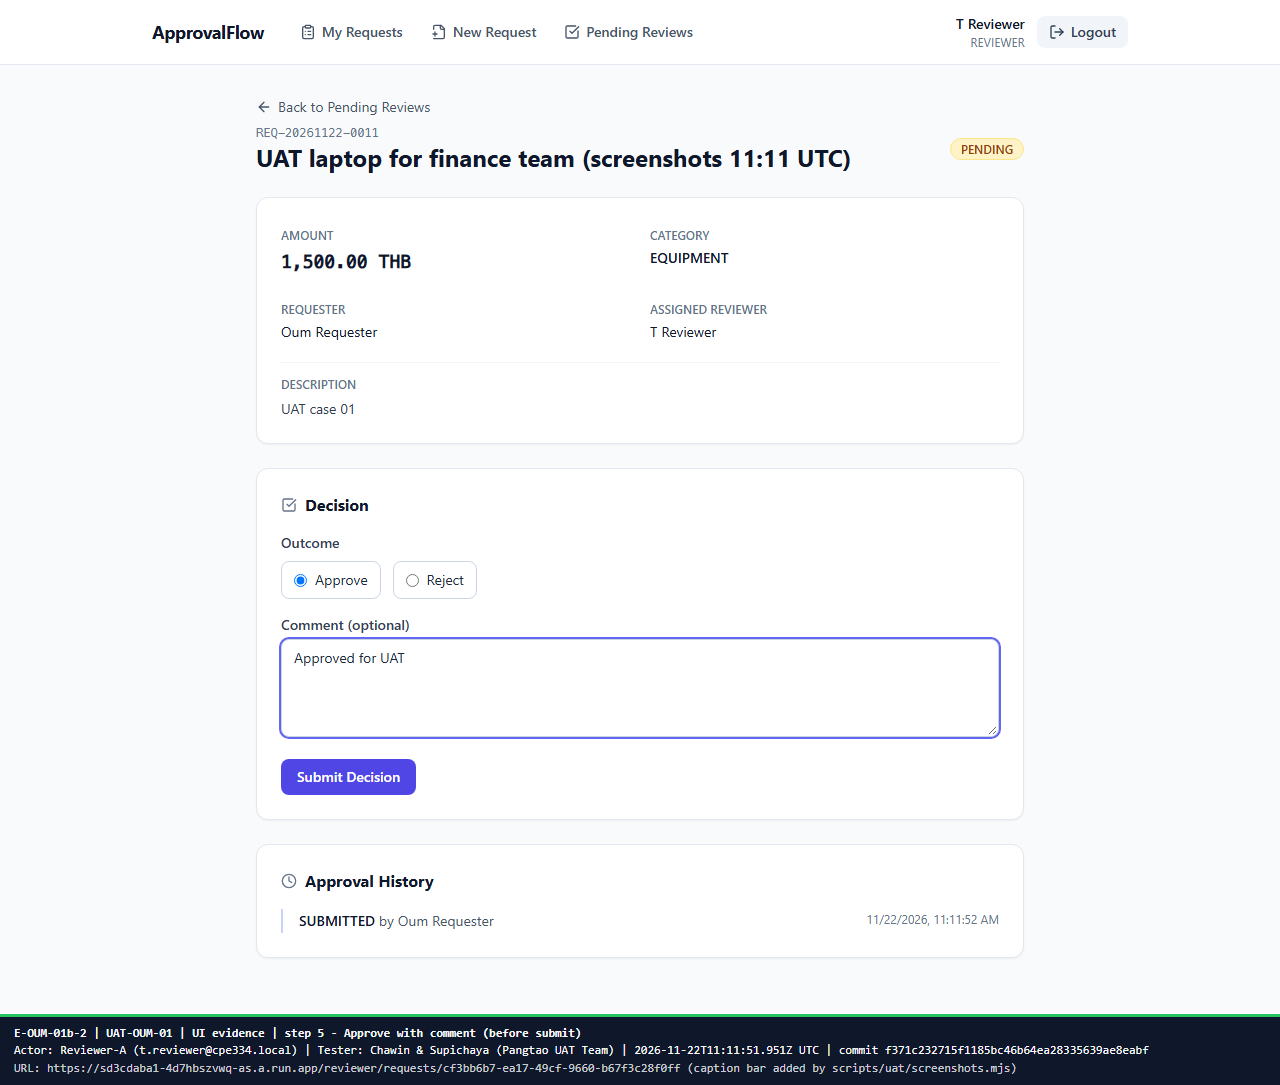 ApprovalFlow My Requests New Request Pending Reviews T Reviewer REVIEWER Logout
Back to Pending Reviews
REQ-20261122-0011
UAT laptop for finance team (screenshots 11:11 UTC) PENDING
AMOUNT CATEGORY
1,500.00 THB EQUIPMENT
REQUESTER ASSIGNED REVIEWER
Oum Requester T Reviewer
DESCRIPTION
UAT case 01
Decision
Outcome
Approve Reject
Comment (optional)
Approved for UAT
Submit Decision
Approval History
SUBMITTED by Oum Requester 11/22/2026, 11:11:52 AM
E-OUM-01b-2 | UAT-OUM-01 | UI evidence | step 5 - Approve with comment (before submit)
Actor: Reviewer-A (t.reviewer@cpe334.local) | Tester: Chawin & Supichaya (Pangtao UAT Team) | 2026-11-22T11:11:51.951Z UTC | commit f371c232715f1185bc46b64ea28335639ae8eabf
URL: https://sd3cdaba1-4d7hbszvwq-as.a.run.app/reviewer/requests/cf3bb6b7-ea17-49cf-9660-b67f3c28f0ff (caption bar added by scripts/uat/screenshots.mjs)